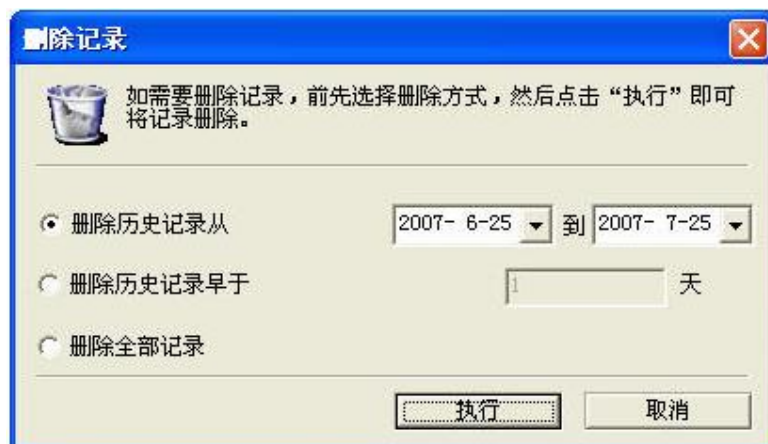 删除记录
如需要删除记录，前先选择删除方式，然后点击“执行”即可
将记录删除。
删除历史记录从 2007- 6-25 到 2007- 7-25
删除历史记录早于 1 天
删除全部记录
执行 取消